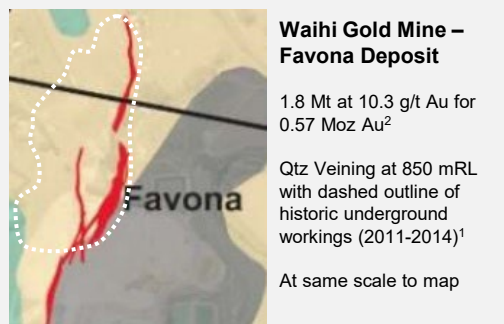 Waihi Gold Mine –
Favona Deposit
1.8 Mt at 10.3 g/t Au for
0.57 Moz Au²
Qtz Veining at 850 mRL
with dashed outline of
historic underground
workings (2011-2014)¹
At same scale to map
Favona